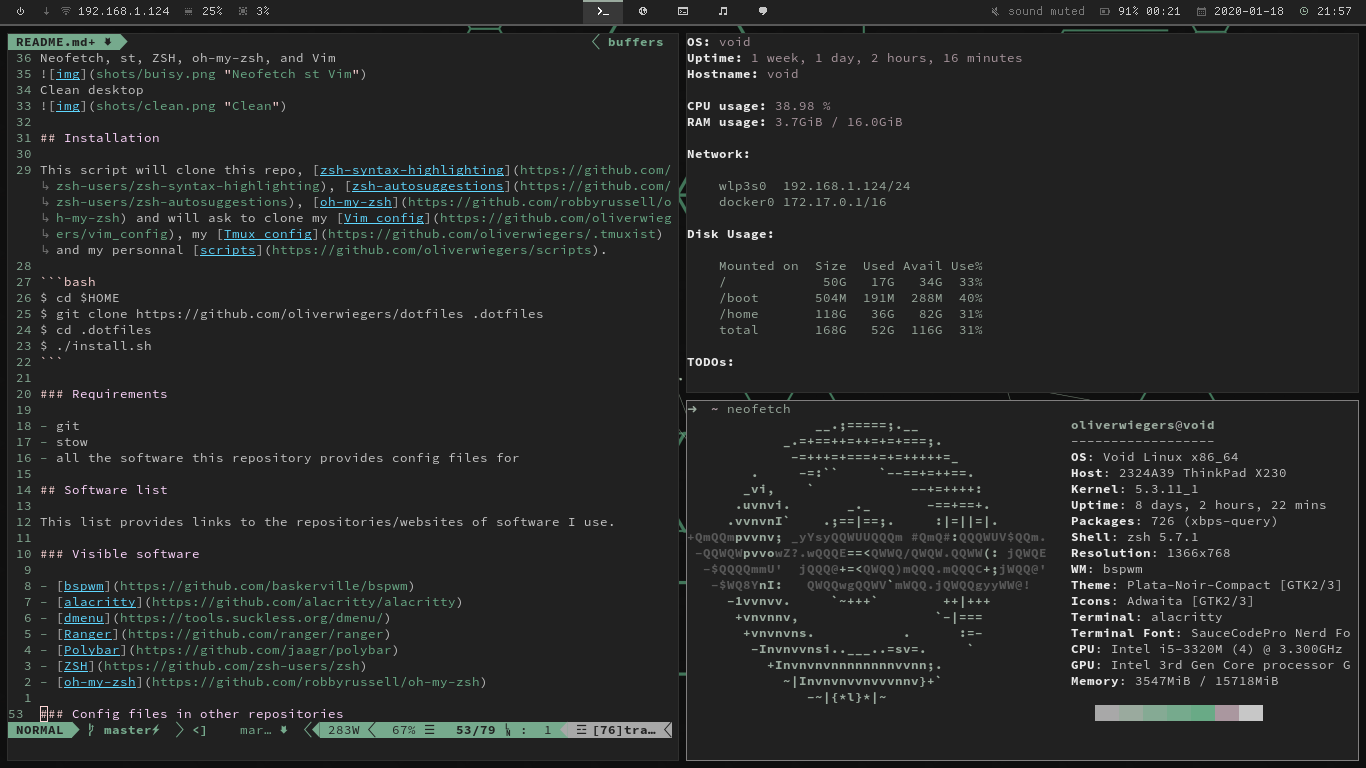 192.168.1.124 25% 3% sound muted 91% 00:21 2020-01-18 21:57
README.md+ buffers
36 Neofetch, st, ZSH, oh-my-zsh, and Vim
35 ![img](shots/buisy.png "Neofetch st Vim")
34 Clean desktop
33 ![img](shots/clean.png "Clean")
32
31 ## Installation
30
29 This script will clone this repo, [zsh-syntax-highlighting](https://github.com/
↳ zsh-users/zsh-syntax-highlighting), [zsh-autosuggestions](https://github.com/
↳ zsh-users/zsh-autosuggestions), [oh-my-zsh](https://github.com/robbyrussell/o
↳ h-my-zsh) and will ask to clone my [Vim config](https://github.com/oliverwieg
↳ ers/vim_config), my [Tmux config](https://github.com/oliverwiegers/.tmuxist)
↳ and my personnal [scripts](https://github.com/oliverwiegers/scripts).
28
27 ```bash
26 $ cd $HOME
25 $ git clone https://github.com/oliverwiegers/dotfiles .dotfiles
24 $ cd .dotfiles
23 $ ./install.sh
22 ```
21
20 ### Requirements
19
18 - git
17 - stow
16 - all the software this repository provides config files for
15
14 ## Software list
13
12 This list provides links to the repositories/websites of software I use.
11
10 ### Visible software
9
8 - [bspwm](https://github.com/baskerville/bspwm)
7 - [alacritty](https://github.com/alacritty/alacritty)
6 - [dmenu](https://tools.suckless.org/dmenu/)
5 - [Ranger](https://github.com/ranger/ranger)
4 - [Polybar](https://github.com/jaagr/polybar)
3 - [ZSH](https://github.com/zsh-users/zsh)
2 - [oh-my-zsh](https://github.com/robbyrussell/oh-my-zsh)
1
53 ### Config files in other repositories
NORMAL master⚡ <] mar… 283W 67% ☰ 53/79 : 1 ☲ [76]tra…
OS: void
Uptime: 1 week, 1 day, 2 hours, 16 minutes
Hostname: void
CPU usage: 38.98 %
RAM usage: 3.7GiB / 16.0GiB
Network:
wlp3s0 192.168.1.124/24
docker0 172.17.0.1/16
Disk Usage:
Mounted on Size Used Avail Use%
/ 50G 17G 34G 33%
/boot 504M 191M 288M 40%
/home 118G 36G 82G 31%
total 168G 52G 116G 31%
TODOs:
➜ ~ neofetch
oliverwiegers@void
------------------
OS: Void Linux x86_64
Host: 2324A39 ThinkPad X230
Kernel: 5.3.11_1
Uptime: 8 days, 2 hours, 22 mins
Packages: 726 (xbps-query)
Shell: zsh 5.7.1
Resolution: 1366x768
WM: bspwm
Theme: Plata-Noir-Compact [GTK2/3]
Icons: Adwaita [GTK2/3]
Terminal: alacritty
Terminal Font: SauceCodePro Nerd Fo
CPU: Intel i5-3320M (4) @ 3.300GHz
GPU: Intel 3rd Gen Core processor G
Memory: 3547MiB / 15718MiB